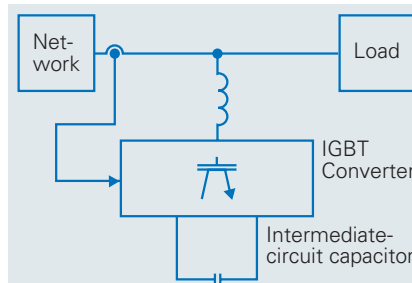 Net-
work
Load
IGBT
Converter
Intermediate-
circuit capacitor